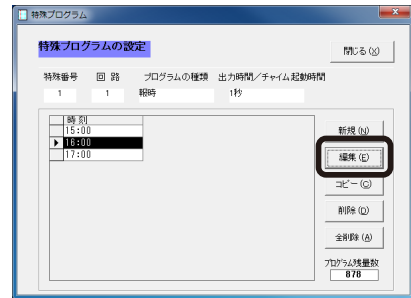 特殊プログラム
特殊プログラムの設定
閉じる(X)
特殊番号 回 路 プログラムの種類 出力時間/チャイム起動時間
1 1 報時 1秒
時 刻
15:00
16:00
17:00
新規(N)
編集(E)
コピー(C)
削除(D)
全削除(A)
プログラム残量数
878